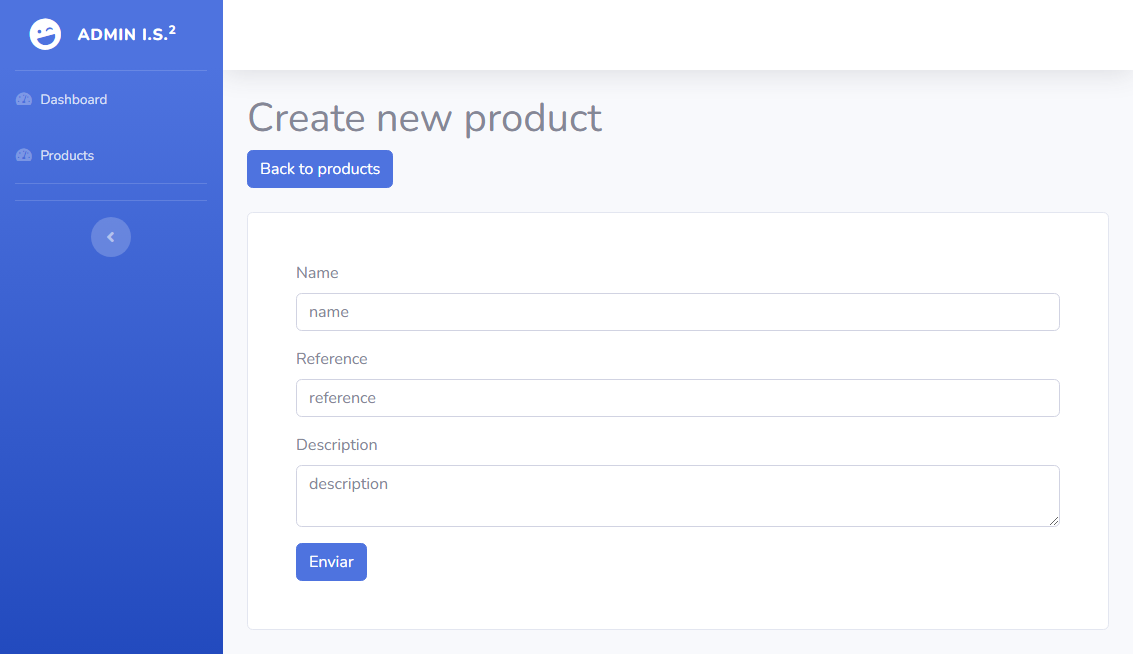 ADMIN I.S.²
Dashboard
Products
Create new product
Back to products
Name
name
Reference
reference
Description
description
Enviar